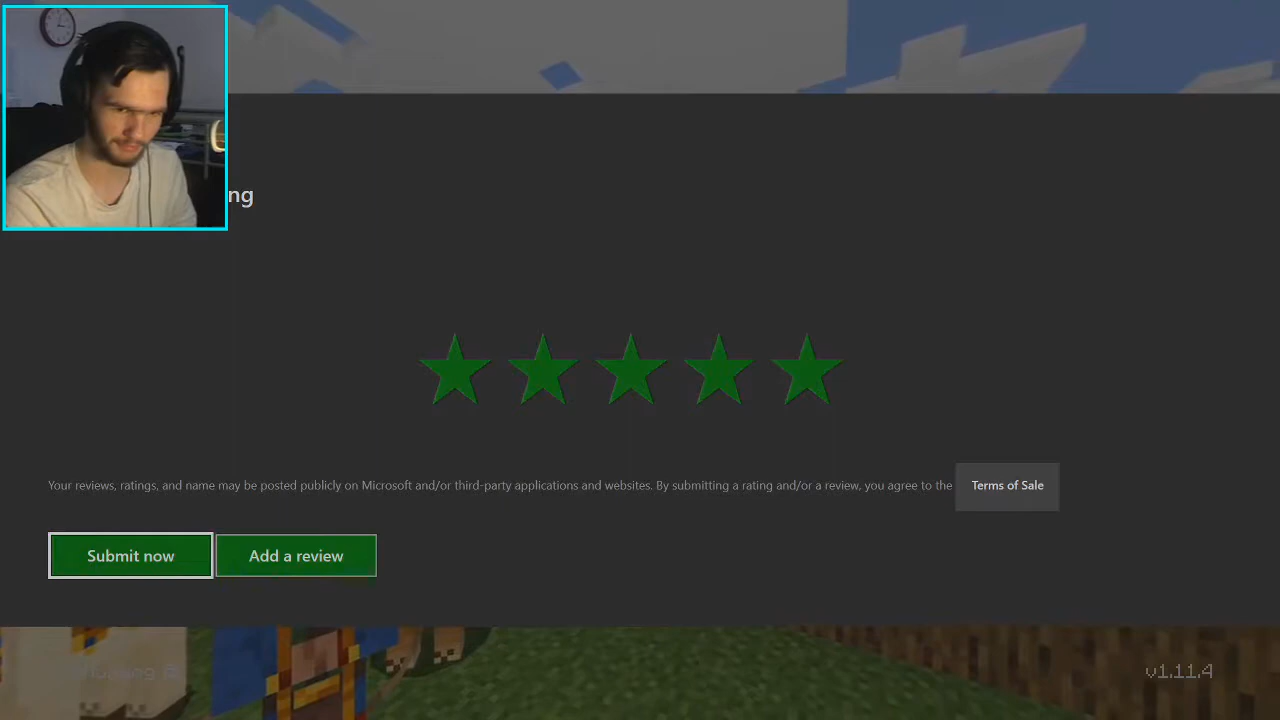 ng
Your reviews, ratings, and name may be posted publicly on Microsoft and/or third-party applications and websites. By submitting a rating and/or a review, you agree to the Terms of Sale
Submit now Add a review
v1.11.4